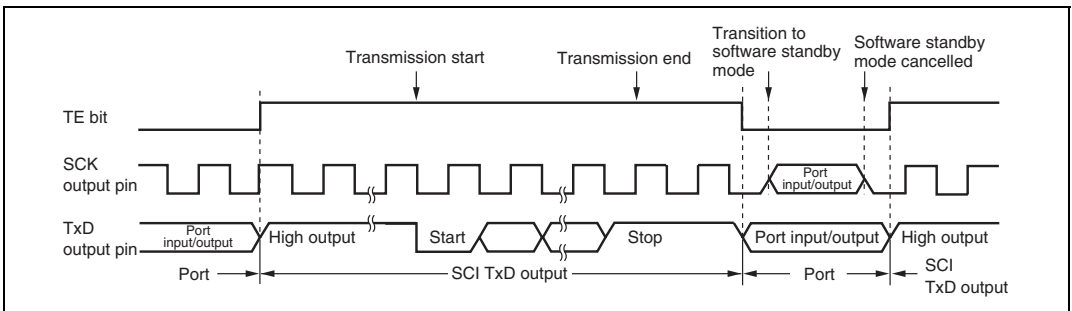 Transmission start
Transmission end
Transition to
software standby
mode
Software standby
mode cancelled
TE bit
SCK
output pin
Port
input/output
TxD
output pin
Port
input/output
High output
Start
Stop
Port input/output
High output
Port
SCI TxD output
Port
SCI
TxD output